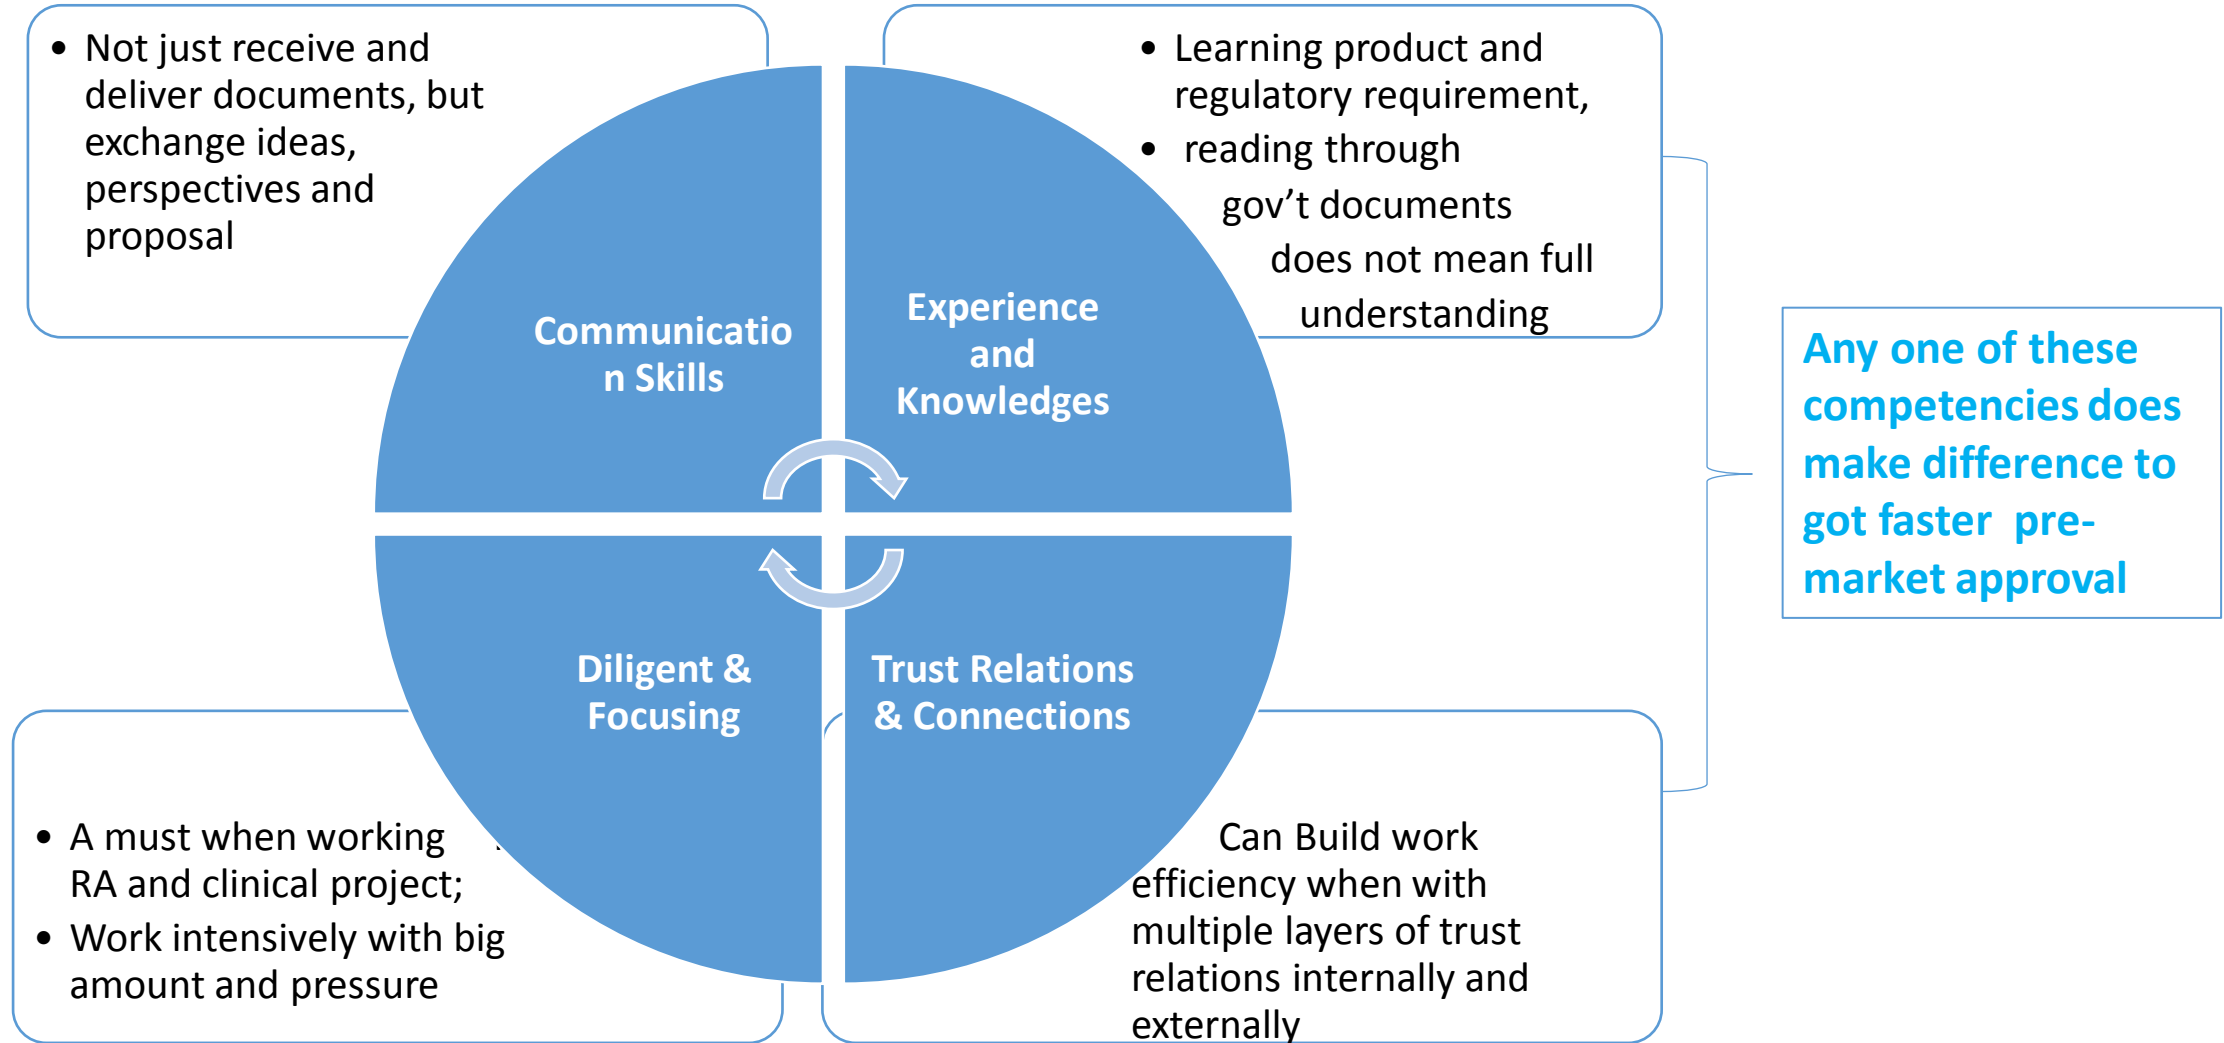 • Not just receive and
deliver documents, but
exchange ideas,
perspectives and
proposal
• Learning product and
regulatory requirement,
• reading through
gov’t documents
does not mean full
understanding
Communicatio
n Skills
Experience
and
Knowledges
Diligent &
Focusing
Trust Relations
& Connections
• A must when working
RA and clinical project;
• Work intensively with big
amount and pressure
Can Build work
efficiency when with
multiple layers of trust
relations internally and
externally
Any one of these
competencies does
make difference to
got faster pre-
market approval